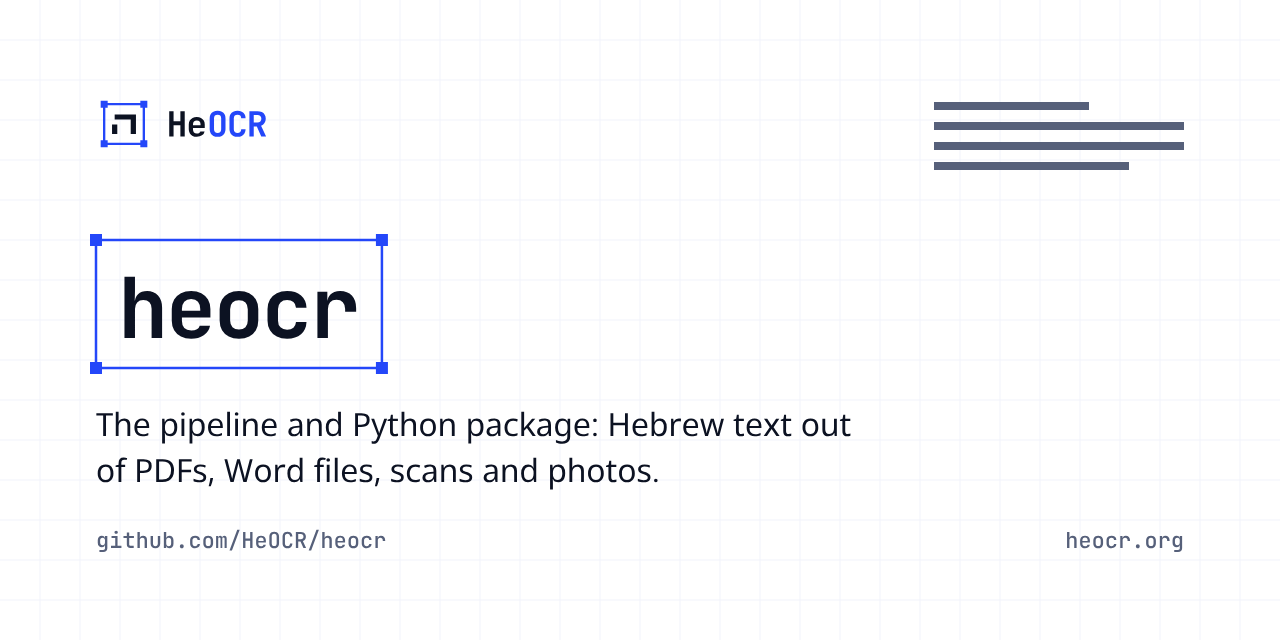 HeOCR
heocr
The pipeline and Python package: Hebrew text out
of PDFs, Word files, scans and photos.
github.com/HeOCR/heocr
heocr.org